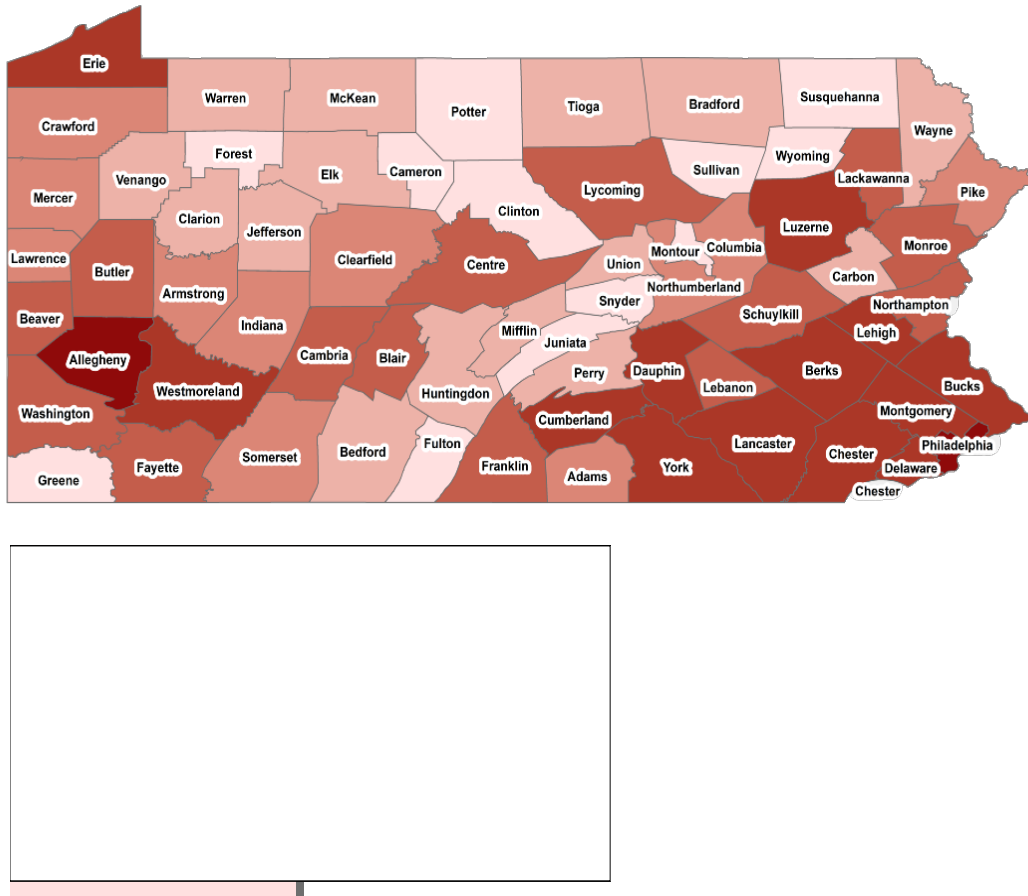 Erie
Warren
McKean
Potter
Tioga
Bradford
Susquehanna
Wayne
Crawford
Forest
Venango
Elk
Cameron
Sullivan
Wyoming
Lackawanna
Pike
Mercer
Clarion
Jefferson
Clinton
Lycoming
Luzerne
Monroe
Lawrence
Butler
Clearfield
Centre
Union
Montour
Columbia
Carbon
Armstrong
Northumberland
Snyder
Schuylkill
Northampton
Beaver
Indiana
Mifflin
Juniata
Lehigh
Allegheny
Cambria
Blair
Perry
Dauphin
Lebanon
Berks
Bucks
Westmoreland
Huntingdon
Washington
Cumberland
Montgomery
Fulton
Lancaster
Philadelphia
Greene
Fayette
Somerset
Bedford
Franklin
Adams
York
Chester
Delaware
Chester